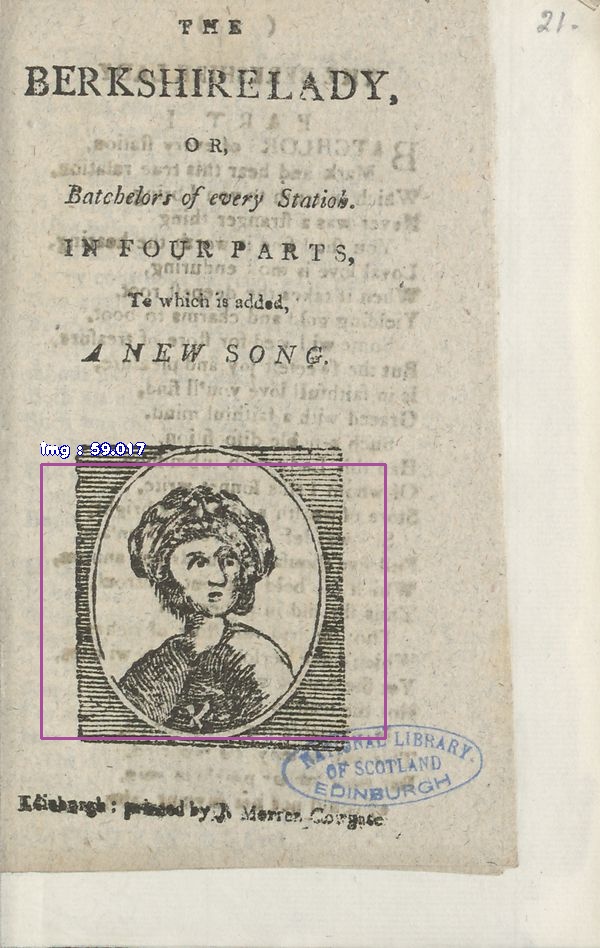 21.
THE
BERKSHIRE LADY,
OR,
Batchelors of every Station.
IN FOUR PARTS,
To which is added,
A NEW SONG.
img : 59.017
NATIONAL LIBRARY
OF SCOTLAND
EDINBURGH
Edinburgh: printed by J. Morren, Cowgate